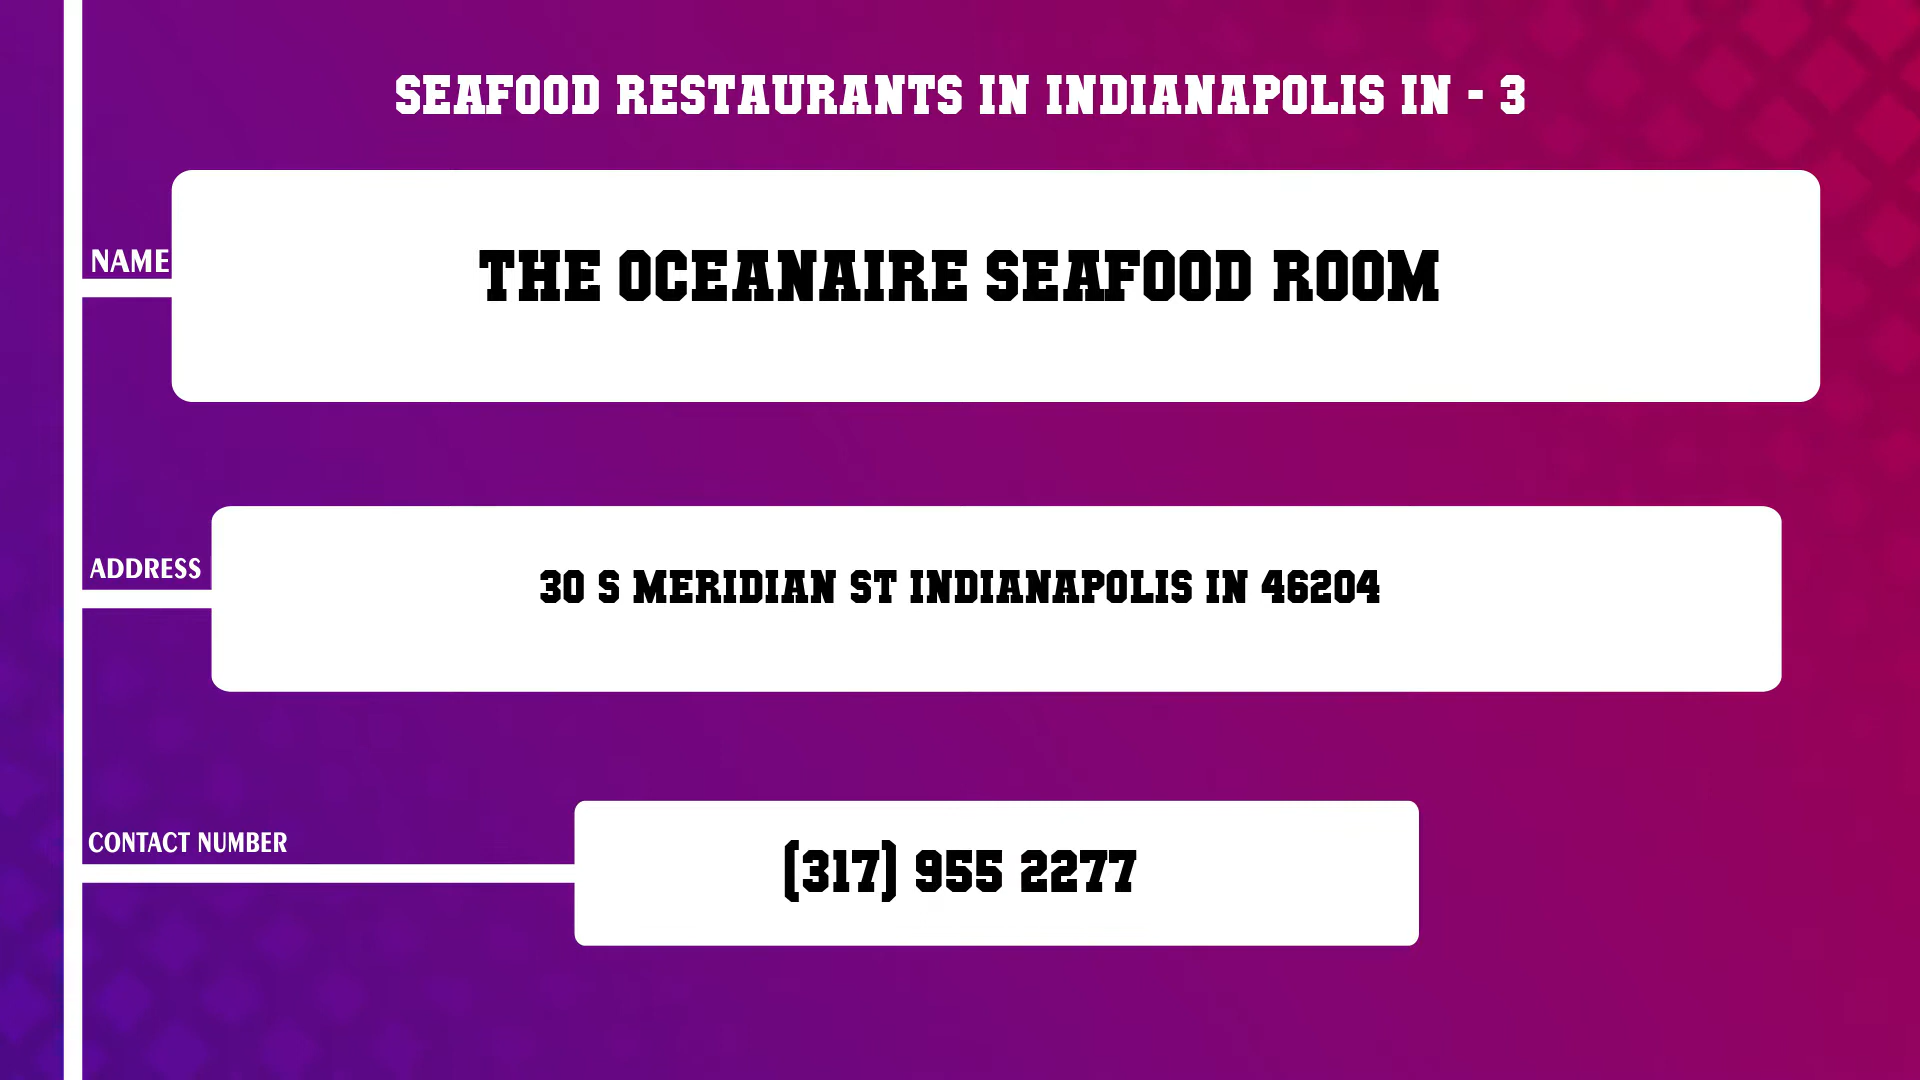 SEAFOOD RESTAURANTS IN INDIANAPOLIS IN - 3
NAME
THE OCEANAIRE SEAFOOD ROOM
ADDRESS
30 S MERIDIAN ST INDIANAPOLIS IN 46204
CONTACT NUMBER
(317) 955 2277